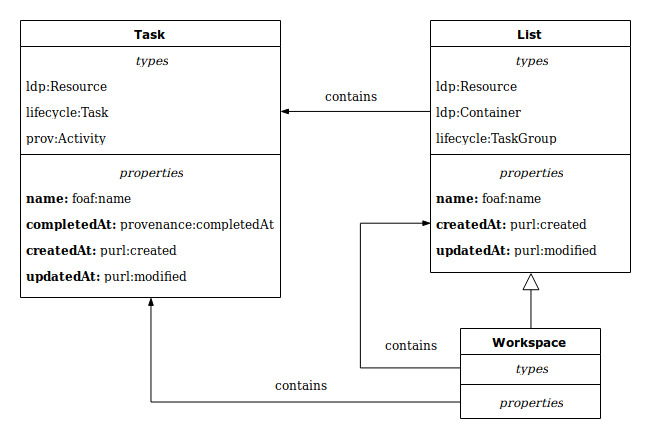 Task
types
ldp:Resource
lifecycle:Task
prov:Activity
properties
name: foaf:name
completedAt: provenance:completedAt
createdAt: purl:created
updatedAt: purl:modified
contains
List
types
ldp:Resource
ldp:Container
lifecycle:TaskGroup
properties
name: foaf:name
createdAt: purl:created
updatedAt: purl:modified
contains
contains
Workspace
types
properties